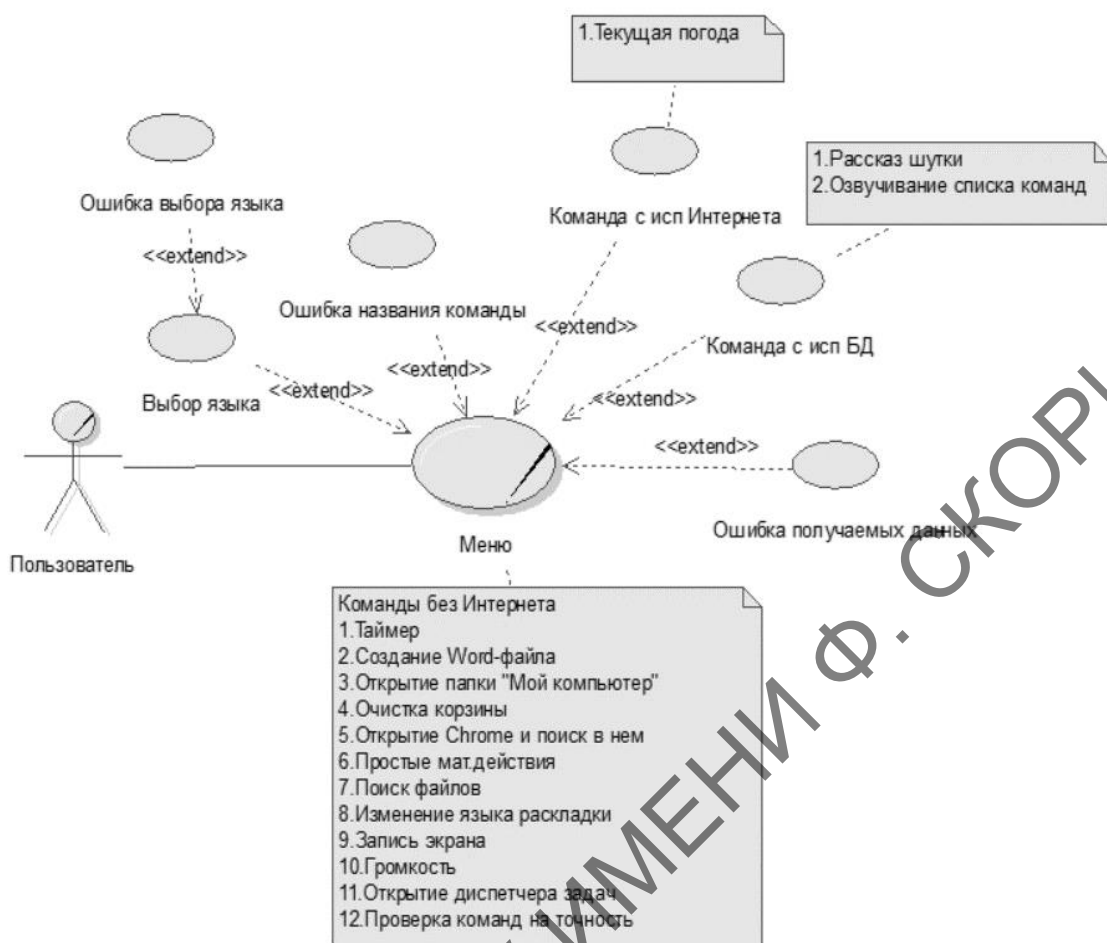 1.Текущая погода
1.Рассказ шутки
2.Озвучивание списка команд
Ошибка выбора языка
Команда с исп Интернета
<<extend>>
Ошибка названия команды
<<extend>>
Команда с исп БД
<<extend>>
<<extend>>
Выбор языка
<<extend>>
<<extend>>
Ошибка получаемых данных
Меню
Пользователь
Команды без Интернета
1.Таймер
2.Создание Word-файла
3.Открытие папки "Мой компьютер"
4.Очистка корзины
5.Открытие Chrome и поиск в нем
6.Простые мат.действия
7.Поиск файлов
8.Изменение языка раскладки
9.Запись экрана
10.Громкость
11.Открытие диспетчера задач
12.Проверка команд на точность
ИМЕНИ Ф.